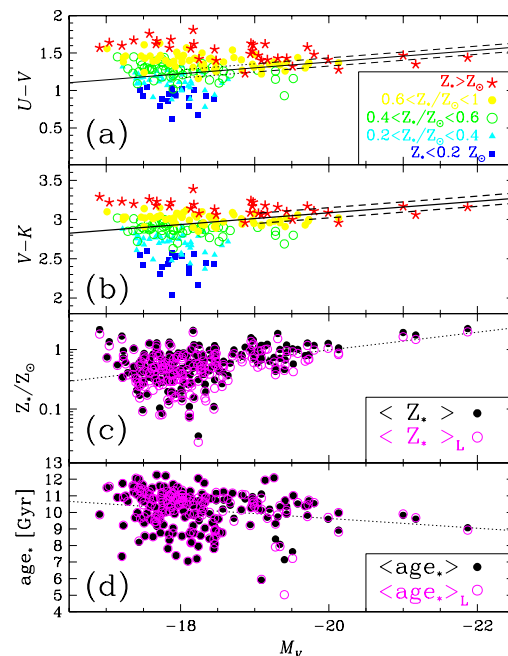 2
1.5
1
0.5
U−V
(a)
Z*>Z⊙
0.6<Z*/Z⊙<1
0.4<Z*/Z⊙<0.6
0.2<Z*/Z⊙<0.4
Z*<0.2 Z⊙
3.5
3
2.5
2
V−K
(b)
1
0.1
Z*/Z⊙
(c)
< Z* >
< Z* >L
13
12
11
10
9
8
7
6
5
4
age* [Gyr]
(d)
<age*>
<age*>L
−18
−20
−22
MV